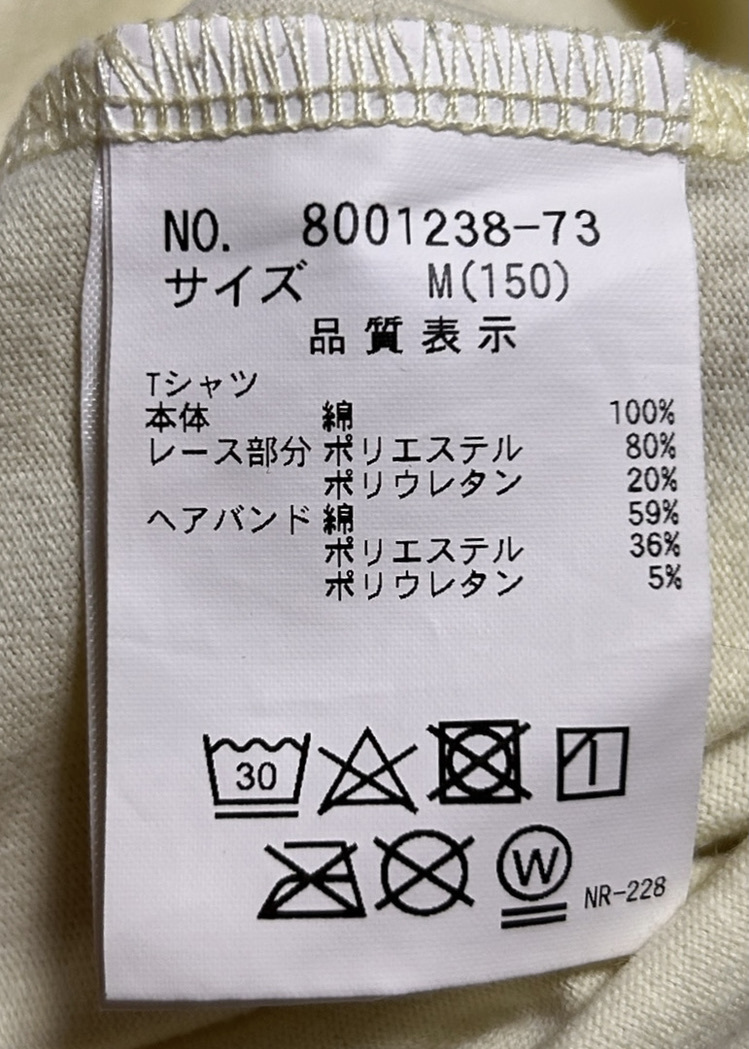 NO. 8001238-73
サイズ M(150)
品質表示
Tシャツ
本体 綿 100%
レース部分 ポリエステル 80%
ポリウレタン 20%
ヘアバンド 綿 59%
ポリエステル 36%
ポリウレタン 5%
30
W
NR-228